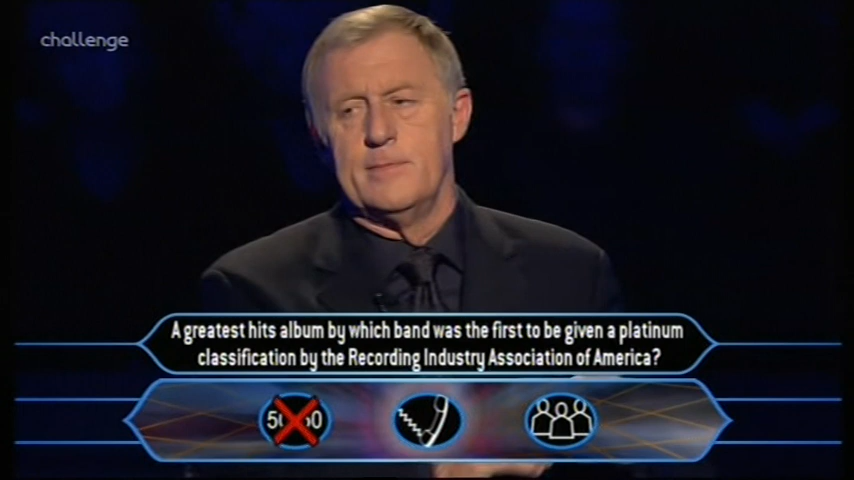 challenge
A greatest hits album by which band was the first to be given a platinum
classification by the Recording Industry Association of America?